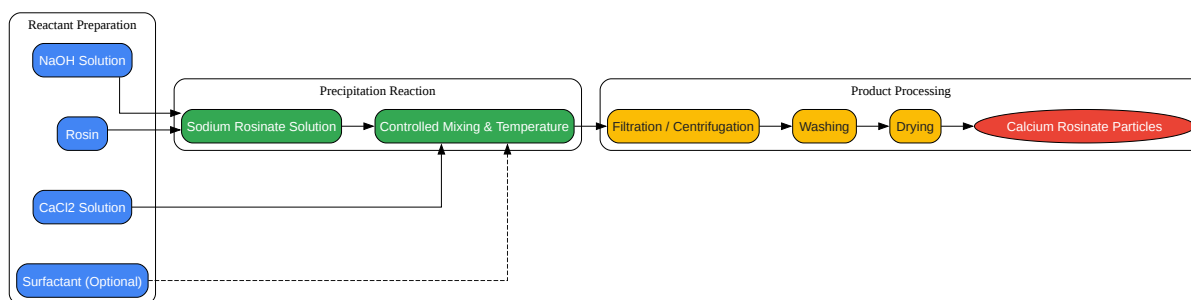 Reactant Preparation
NaOH Solution
Rosin
CaCl2 Solution
Surfactant (Optional)
Precipitation Reaction
Sodium Rosinate Solution
Controlled Mixing & Temperature
Product Processing
Filtration / Centrifugation
Washing
Drying
Calcium Rosinate Particles